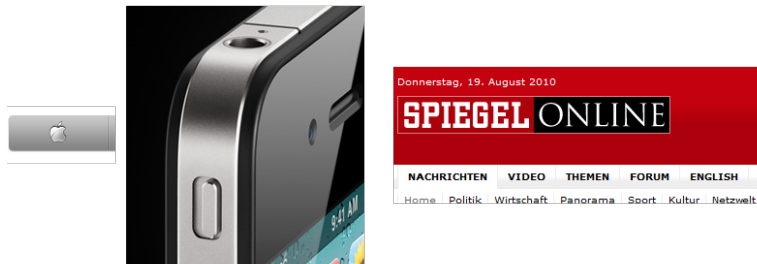 9:41 AM
Donnerstag, 19. August 2010
SPIEGEL ONLINE
NACHRICHTEN VIDEO THEMEN FORUM ENGLISH
Home Politik Wirtschaft Panorama Sport Kultur Netzwelt